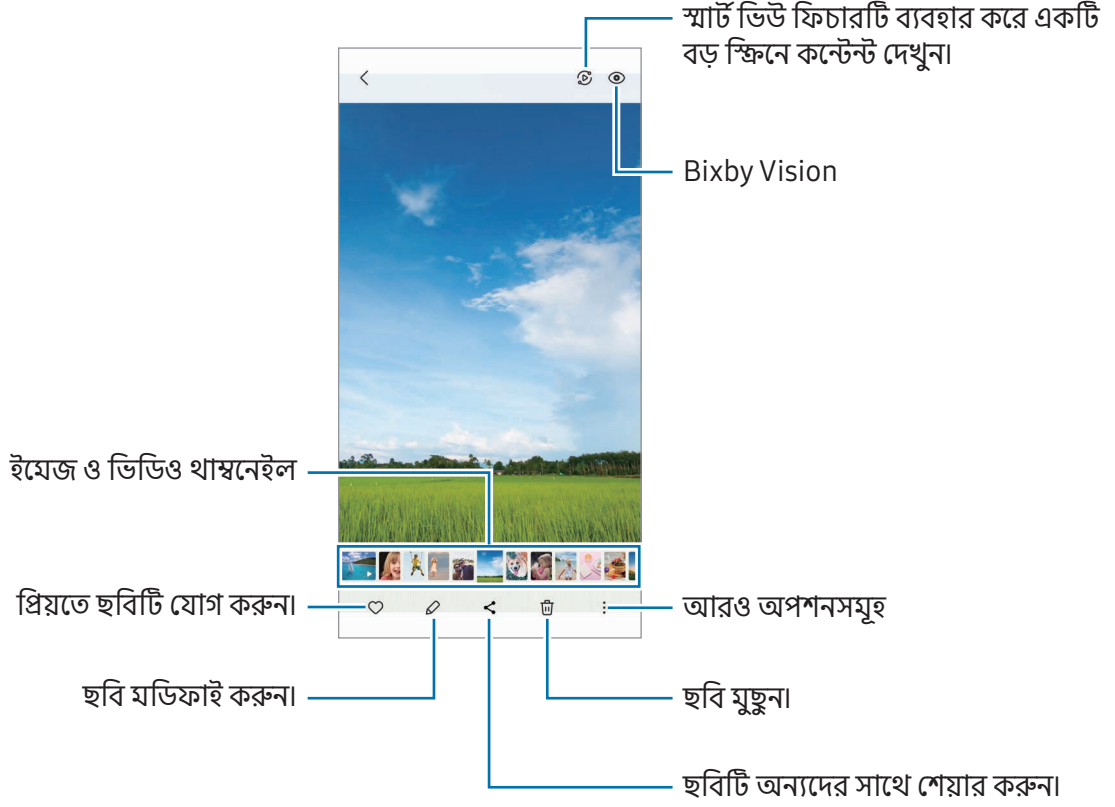 স্মার্ট ভিউ ফিচারটি ব্যবহার করে একটি
বড় স্ক্রিনে কন্টেন্ট দেখুন।
Bixby Vision
ইমেজ ও ভিডিও থাম্বনেইল
প্রিয়তে ছবিটি যোগ করুন।
আরও অপশনসমূহ
ছবি মডিফাই করুন।
ছবি মুছুন।
ছবিটি অন্যদের সাথে শেয়ার করুন।